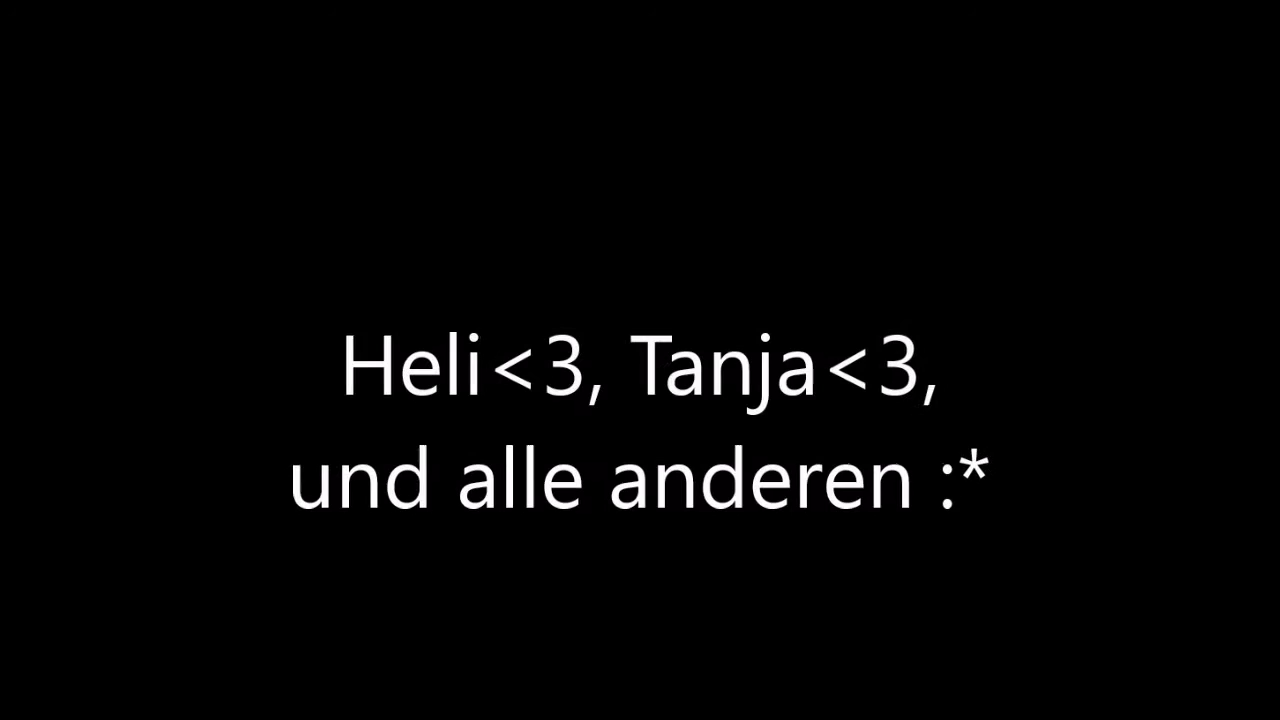 Heli<3, Tanja<3,
und alle anderen :*